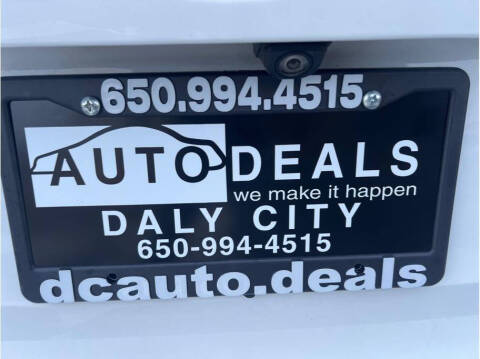 650.994.4515
AUTO DEALS
we make it happen
DALY CITY
650-994-4515
dcauto.deals